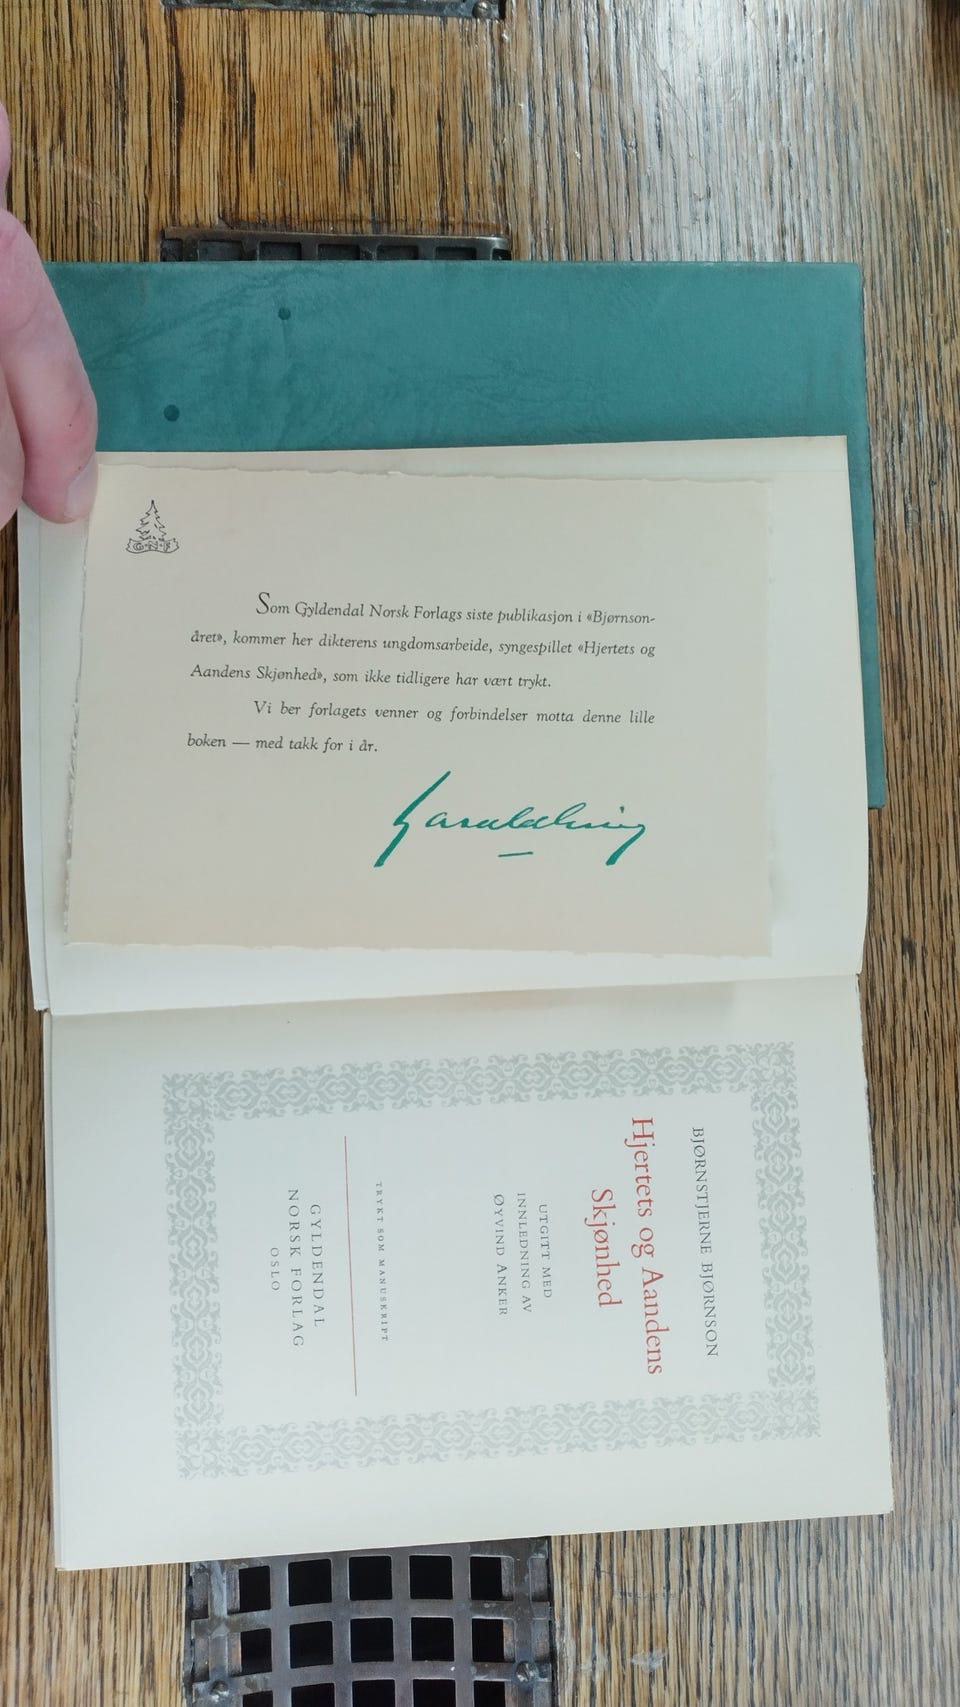 G·N·F
Som Gyldendal Norsk Forlags siste publikasjon i «Bjørnson-
året», kommer her dikterens ungdomsarbeide, syngespillet «Hjertets og
Aandens Skjønhed», som ikke tidligere har vært trykt.
Vi ber forlagets venner og forbindelser motta denne lille
boken — med takk for i år.
BJØRNSTJERNE BJØRNSON
Hjertets og Aandens
Skjønhed
UTGITT MED
INNLEDNING AV
ØYVIND ANKER
TRYKT SOM MANUSKRIPT
GYLDENDAL
NORSK FORLAG
OSLO